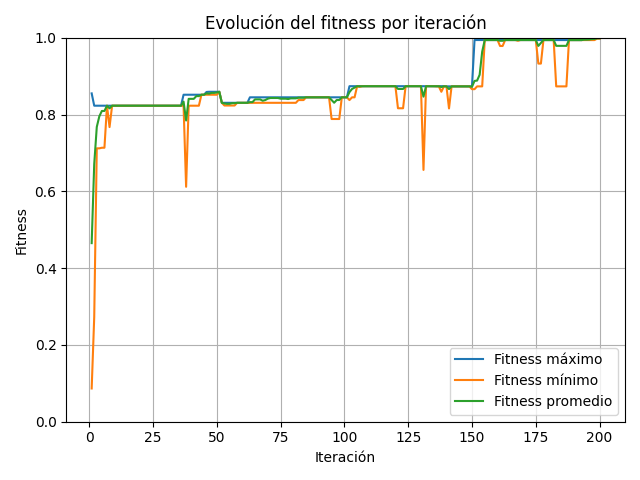 Evolución del fitness por iteración
Fitness
1.0
0.8
0.6
0.4
0.2
0.0
0 25 50 75 100 125 150 175 200
Iteración
Fitness máximo
Fitness mínimo
Fitness promedio